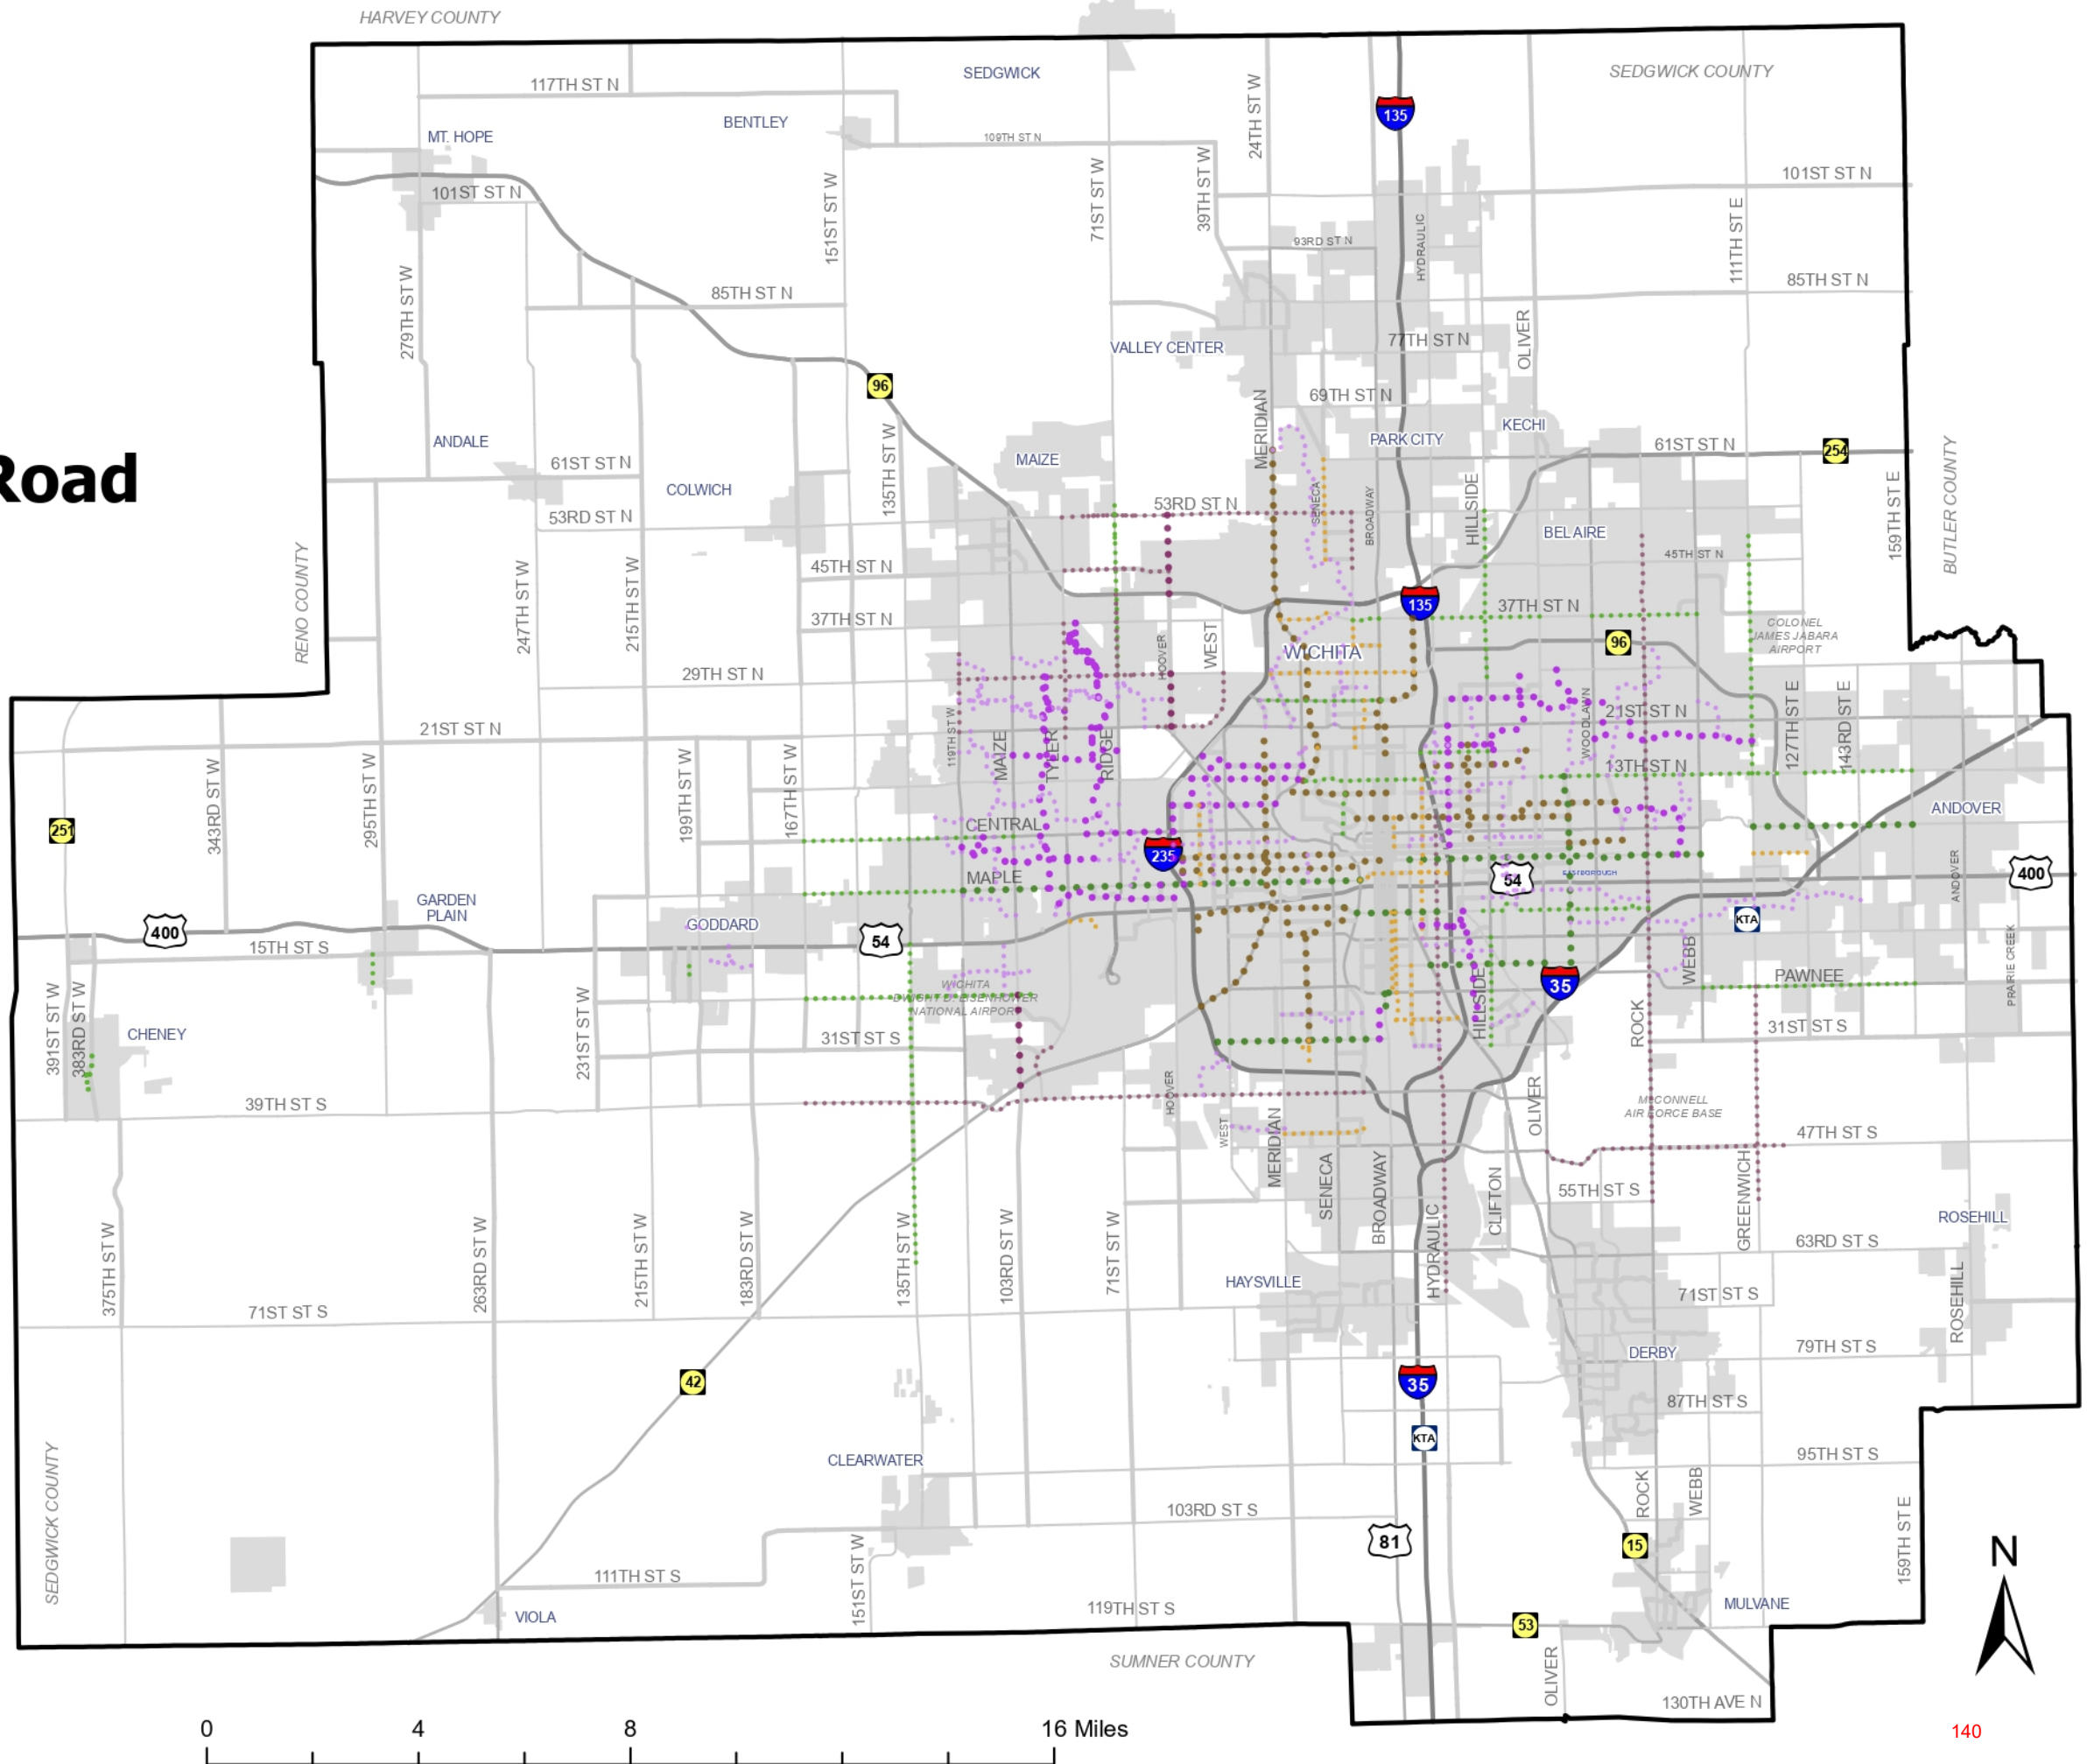 HARVEY COUNTY
SEDGWICK
SEDGWICK COUNTY
117TH ST N
24TH ST W
135
BENTLEY
MT. HOPE
109TH ST N
71ST ST W
39TH ST W
101ST ST N
101ST ST N
151ST ST W
111TH ST E
HYDRAULIC
93RD ST N
279TH ST W
85TH ST N
85TH ST N
OLIVER
77TH ST N
VALLEY CENTER
96
69TH ST N
MERIDIAN
KECHI
PARK CITY
ANDALE
61ST ST N
254
135TH ST W
MAIZE
61ST ST N
BUTLER COUNTY
Road
COLWICH
SENECA
BROADWAY
HILLSIDE
159TH ST E
53RD ST N
53RD ST N
BELAIRE
45TH ST N
RENO COUNTY
247TH ST W
215TH ST W
45TH ST N
135
37TH ST N
37TH ST N
COLONEL
JAMES JABARA
AIRPORT
HOOVER
WEST
WICHITA
96
29TH ST N
21ST ST N
21ST ST N
119TH ST W
MAIZE
TYLER
RIDGE
WOODLAWN
127TH ST E
143RD ST E
13TH ST N
343RD ST W
295TH ST W
199TH ST W
167TH ST W
ANDOVER
251
CENTRAL
235
MAPLE
54
EASTBOROUGH
400
ANDOVER
GARDEN
PLAIN
GODDARD
400
54
KTA
15TH ST S
WEBB
PRAIRIE CREEK
PAWNEE
35
WICHITA
DWIGHT D. EISENHOWER
NATIONAL AIRPORT
391ST ST W
383RD ST W
CHENEY
231ST ST W
31ST ST S
HILLSIDE
ROCK
31ST ST S
39TH ST S
HOOVER
OLIVER
MCCONNELL
AIR FORCE BASE
WEST
MERIDIAN
47TH ST S
SENECA
BROADWAY
CLIFTON
55TH ST S
GREENWICH
ROSEHILL
375TH ST W
263RD ST W
215TH ST W
183RD ST W
135TH ST W
103RD ST W
71ST ST W
HYDRAULIC
63RD ST S
HAYSVILLE
71ST ST S
71ST ST S
ROSEHILL
79TH ST S
DERBY
42
35
87TH ST S
KTA
SEDGWICK COUNTY
CLEARWATER
95TH ST S
ROCK
WEBB
103RD ST S
159TH ST E
81
15
N
151ST ST W
111TH ST S
VIOLA
119TH ST S
MULVANE
53
SUMNER COUNTY
OLIVER
130TH AVE N
0 4 8 16 Miles
140